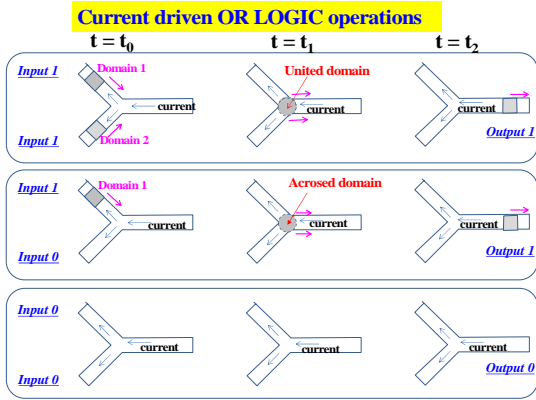 Current driven OR LOGIC operations
t = t0 t = t1 t = t2
Input 1 Domain 1 United domain
current current current
Input 1 Domain 2 Output 1
Input 1 Domain 1 Acrosed domain
current current current
Input 0 Output 1
Input 0
current current current
Input 0 Output 0